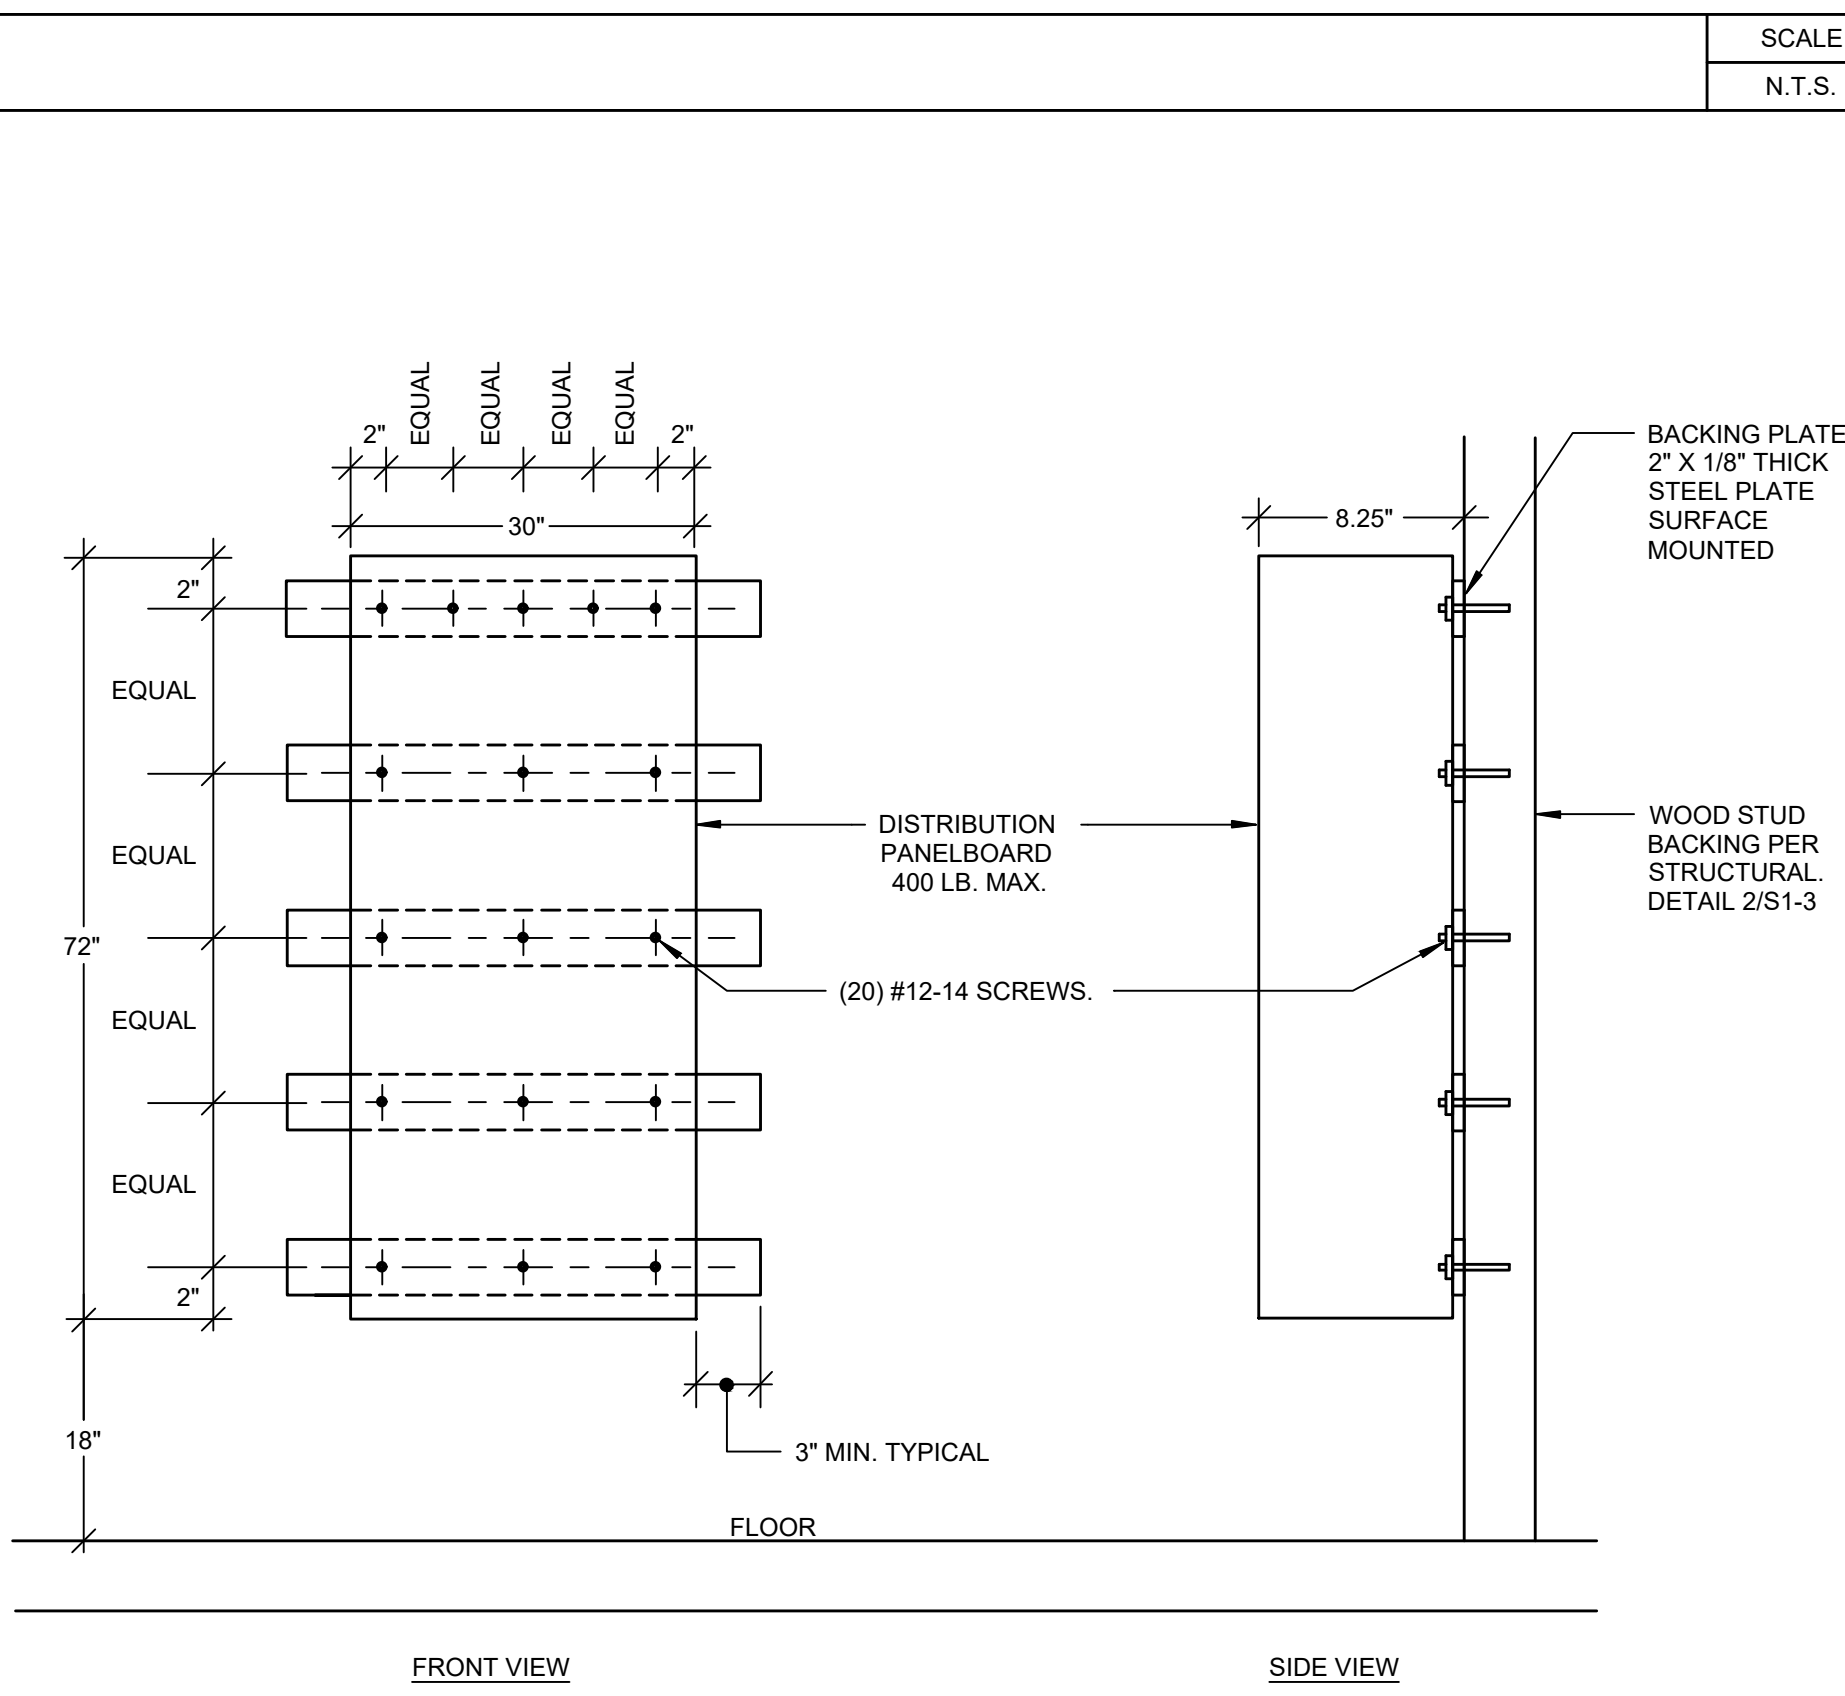 SCALE
N.T.S.
EQUAL
EQUAL
EQUAL
EQUAL
2"
2"
30"
8.25"
BACKING PLATE
2" X 1/8" THICK
STEEL PLATE
SURFACE
MOUNTED
2"
EQUAL
EQUAL
EQUAL
EQUAL
2"
72"
18"
DISTRIBUTION
PANELBOARD
400 LB. MAX.
WOOD STUD
BACKING PER
STRUCTURAL.
DETAIL 2/S1-3
(20) #12-14 SCREWS.
3" MIN. TYPICAL
FLOOR
FRONT VIEW
SIDE VIEW